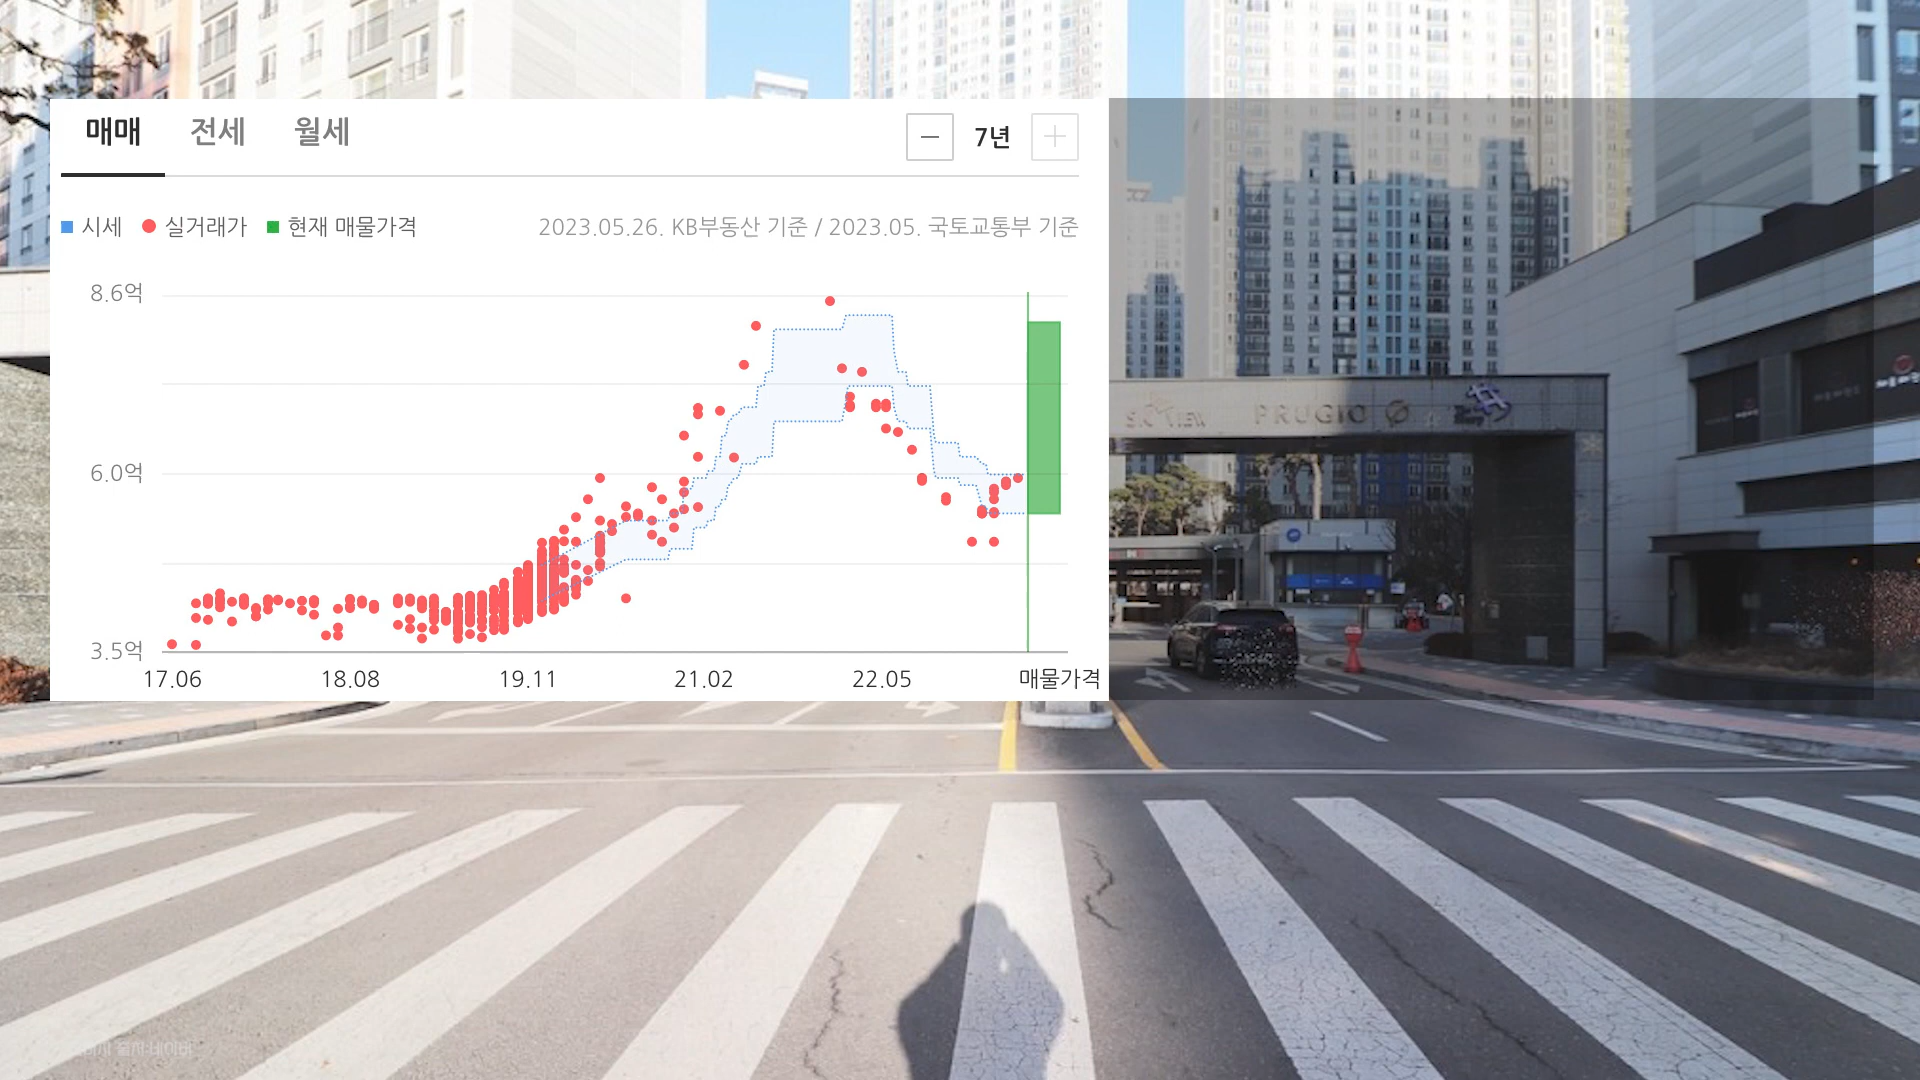 매매 전세 월세
7년
시세 실거래가 현재 매물가격
2023.05.26. KB부동산 기준 / 2023.05. 국토교통부 기준
8.6억
6.0억
3.5억
17.06 18.08 19.11 21.02 22.05 매물가격
SK VIEW PRUGIO